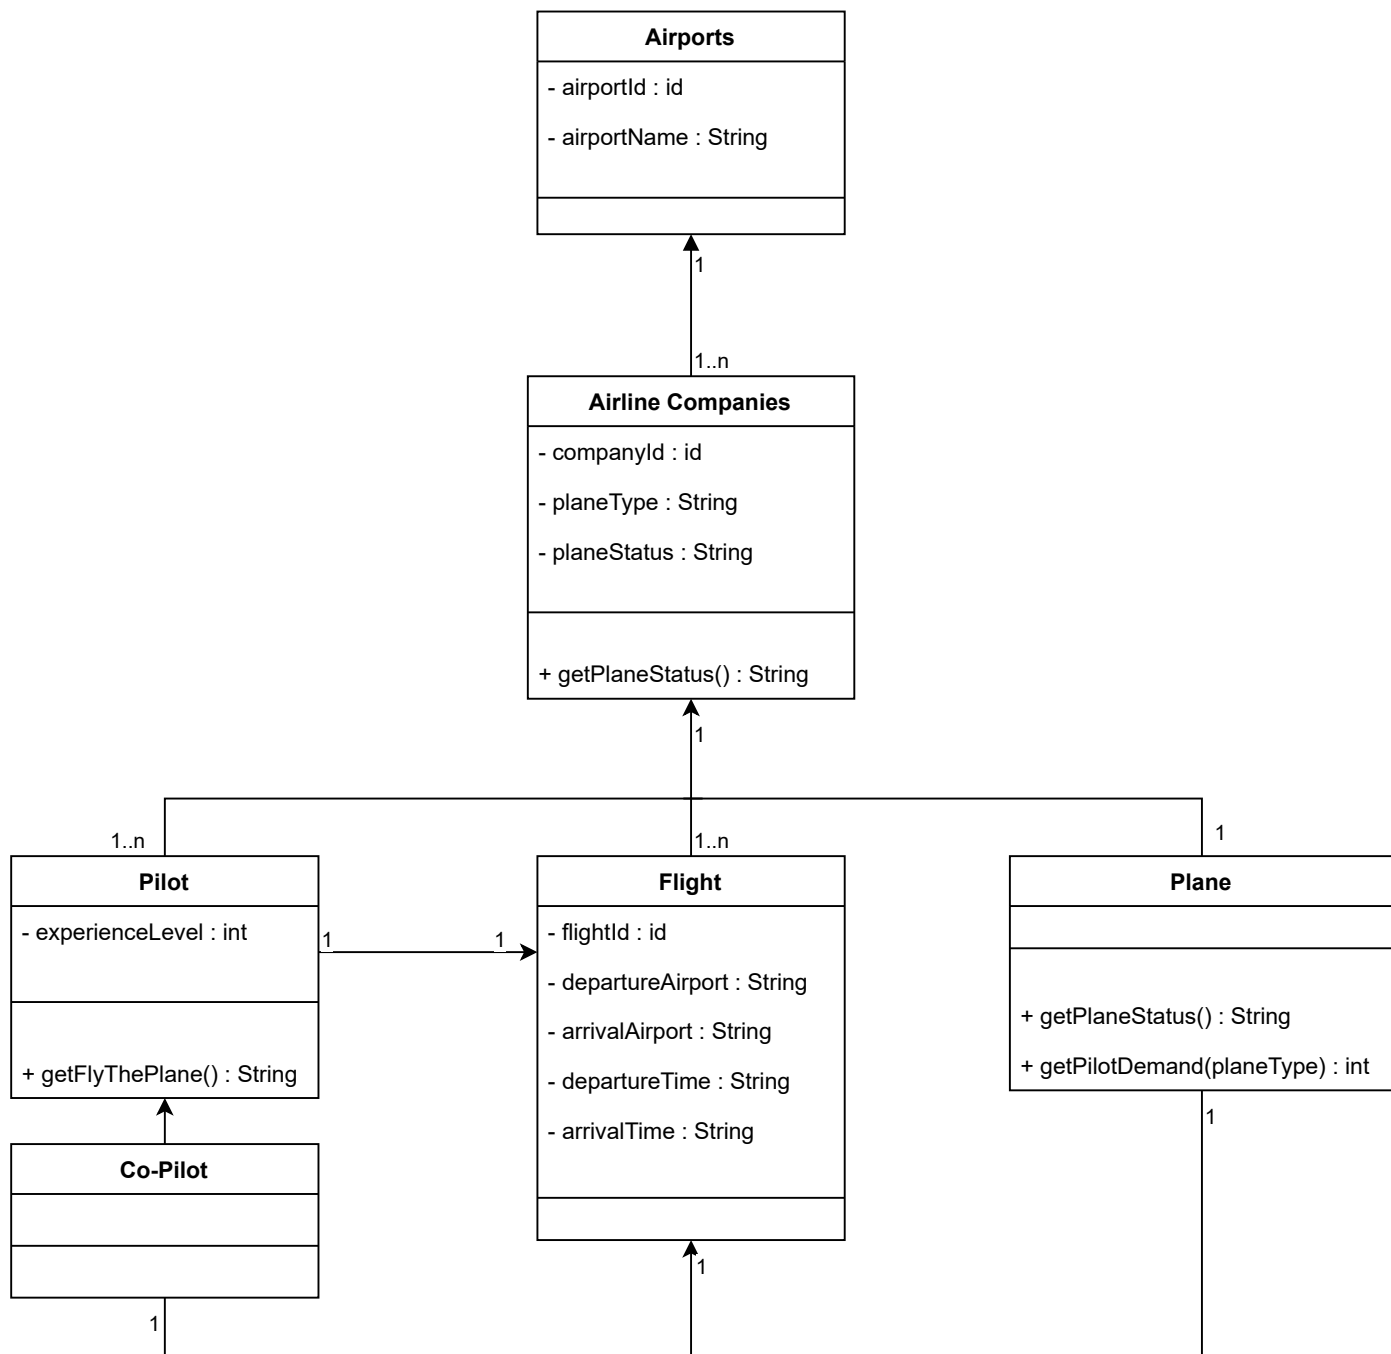 Airports
- airportId : id
- airportName : String
1
1..n
Airline Companies
- companyId : id
- planeType : String
- planeStatus : String
+ getPlaneStatus() : String
1
1..n
1..n
1
Pilot
- experienceLevel : int
+ getFlyThePlane() : String
1
1
Flight
- flightId : id
- departureAirport : String
- arrivalAirport : String
- departureTime : String
- arrivalTime : String
Plane
+ getPlaneStatus() : String
+ getPilotDemand(planeType) : int
Co-Pilot
1
1
1